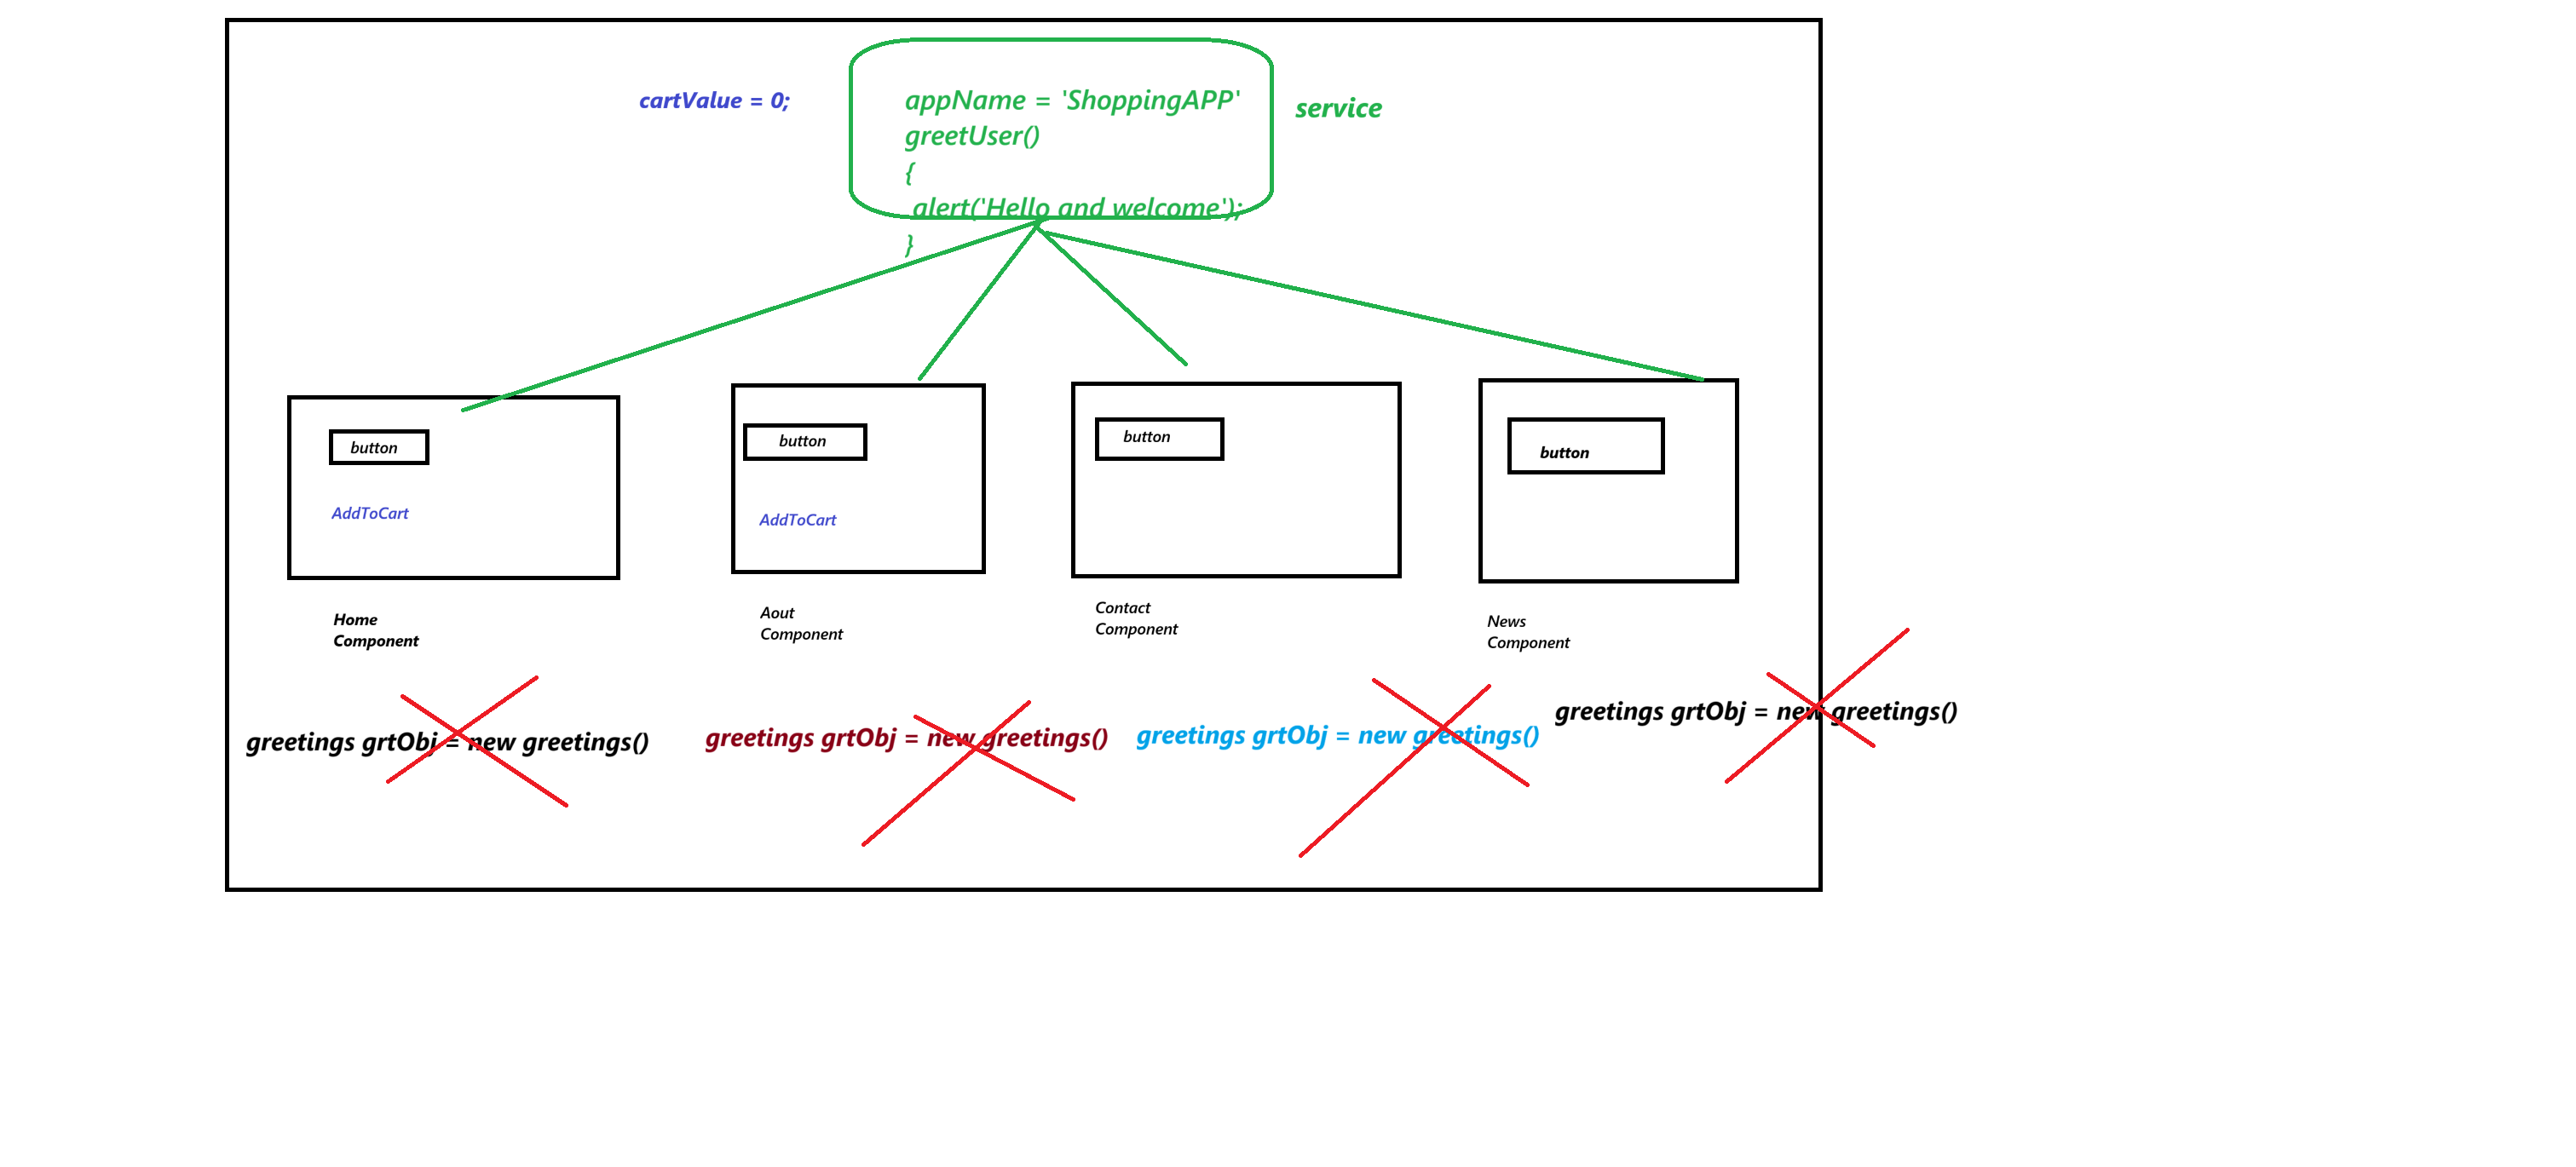 cartValue = 0;
appName = 'ShoppingAPP'
service
greetUser()
{
alert('Hello and welcome');
}
button
button
button
button
AddToCart
AddToCart
Home
Component
Aout
Component
Contact
Component
News
Component
greetings grtObj = new greetings()
greetings grtObj = new greetings()
greetings grtObj = new greetings()
greetings grtObj = new greetings()